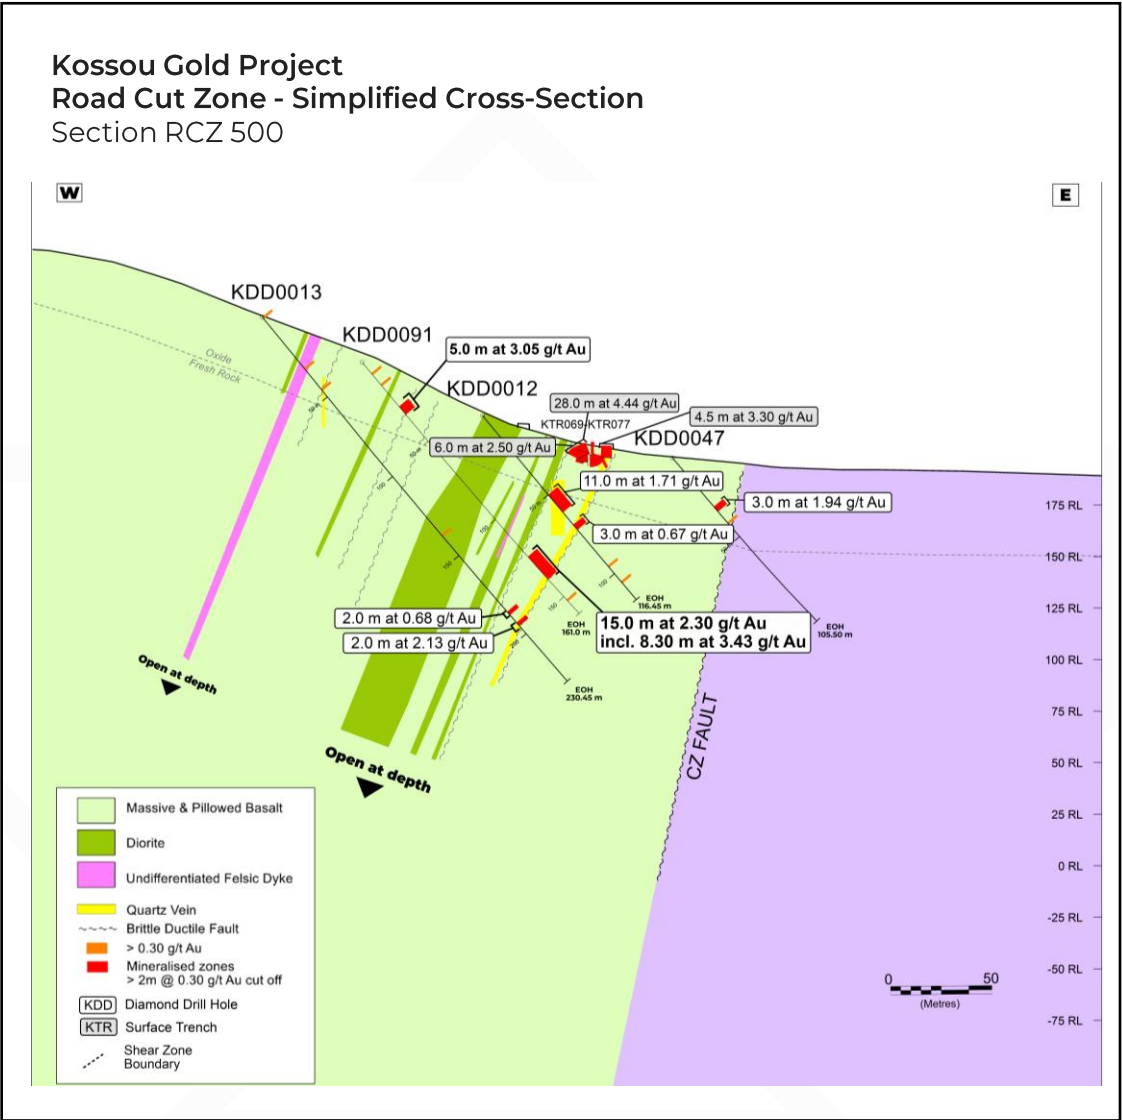 Kossou Gold Project
Road Cut Zone - Simplified Cross-Section
Section RCZ 500
W
E
KDD0013
KDD0091
5.0 m at 3.05 g/t Au
Oxide
Fresh Rock
KDD0012
28.0 m at 4.44 g/t Au
4.5 m at 3.30 g/t Au
KTR069-KTR077
KDD0047
6.0 m at 2.50 g/t Au
11.0 m at 1.71 g/t Au
3.0 m at 1.94 g/t Au
3.0 m at 0.67 g/t Au
50m
100
150
100
150
100
175 RL
150 RL
125 RL
100 RL
75 RL
50 RL
25 RL
0 RL
-25 RL
-50 RL
-75 RL
EOH
116.45 m
EOH
161.0 m
EOH
105.50 m
EOH
230.45 m
2.0 m at 0.68 g/t Au
2.0 m at 2.13 g/t Au
15.0 m at 2.30 g/t Au
incl. 8.30 m at 3.43 g/t Au
Open at depth
Open at depth
CZ FAULT
Massive & Pillowed Basalt
Diorite
Undifferentiated Felsic Dyke
Quartz Vein
Brittle Ductile Fault
> 0.30 g/t Au
Mineralised zones
> 2m @ 0.30 g/t Au cut off
KDD Diamond Drill Hole
KTR Surface Trench
Shear Zone
Boundary
0 50
(Metres)